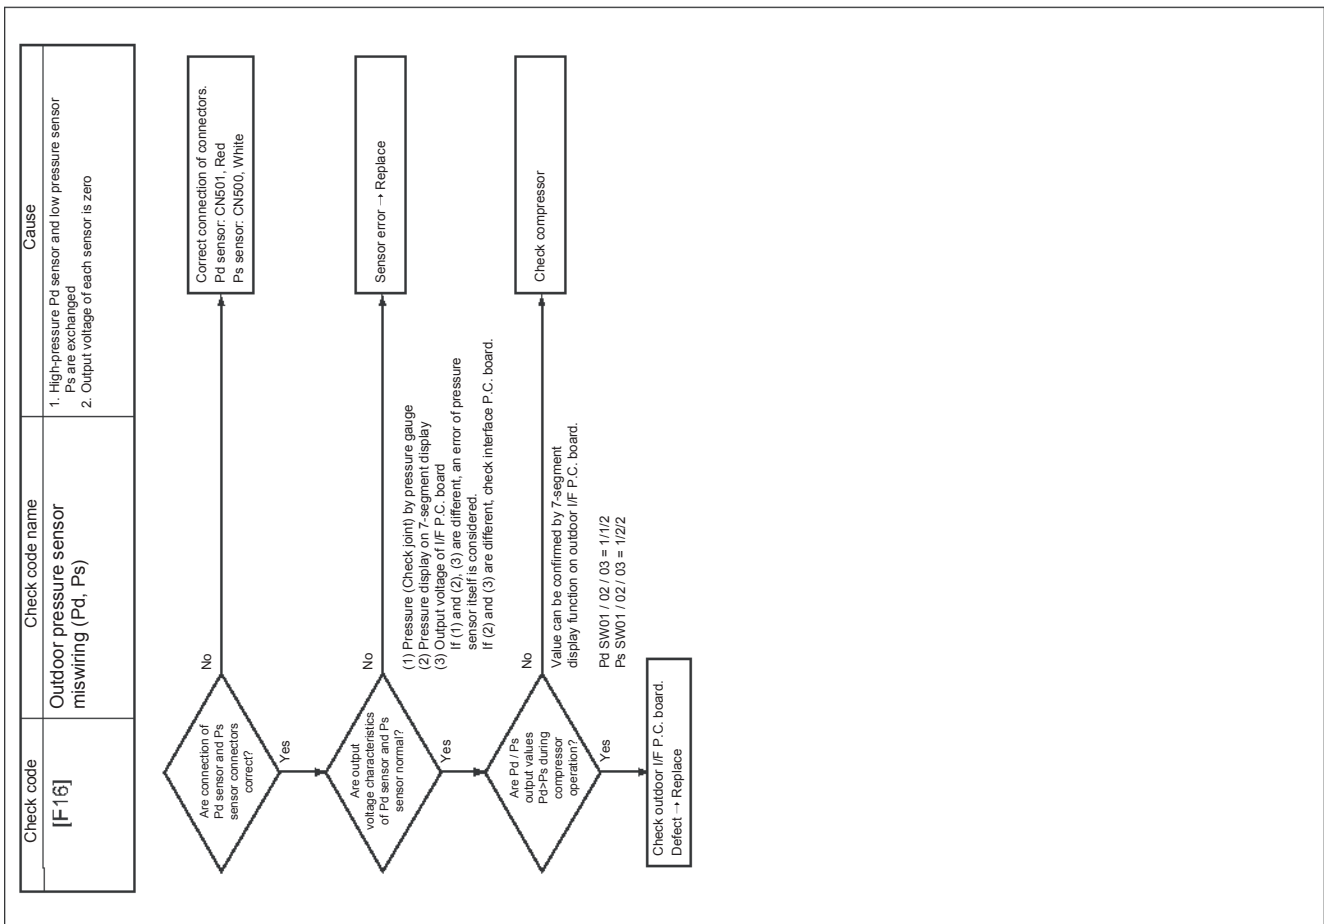 Check code
Check code name
Cause
[F16]
Outdoor pressure sensor
miswiring (Pd, Ps)
1. High-pressure Pd sensor and low pressure sensor
Ps are exchanged
2. Output voltage of each sensor is zero
Are connection of
Pd sensor and Ps
sensor connectors
correct?
No
Correct connection of connectors.
Pd sensor: CN501, Red
Ps sensor: CN500, White
Yes
Are output
voltage characteristics
of Pd sensor and Ps
sensor normal?
No
Sensor error → Replace
(1) Pressure (Check joint) by pressure gauge
(2) Pressure display on 7-segment display
(3) Output voltage of I/F P.C. board
If (1) and (2), (3) are different, an error of pressure
sensor itself is considered.
If (2) and (3) are different, check interface P.C. board.
Yes
Are Pd / Ps
output values
Pd>Ps during
compressor
operation?
No
Check compressor
Value can be confirmed by 7-segment
display function on outdoor I/F P.C. board.
Pd SW01 / 02 / 03 = 1/1/2
Ps SW01 / 02 / 03 = 1/2/2
Yes
Check outdoor I/F P.C. board.
Defect → Replace